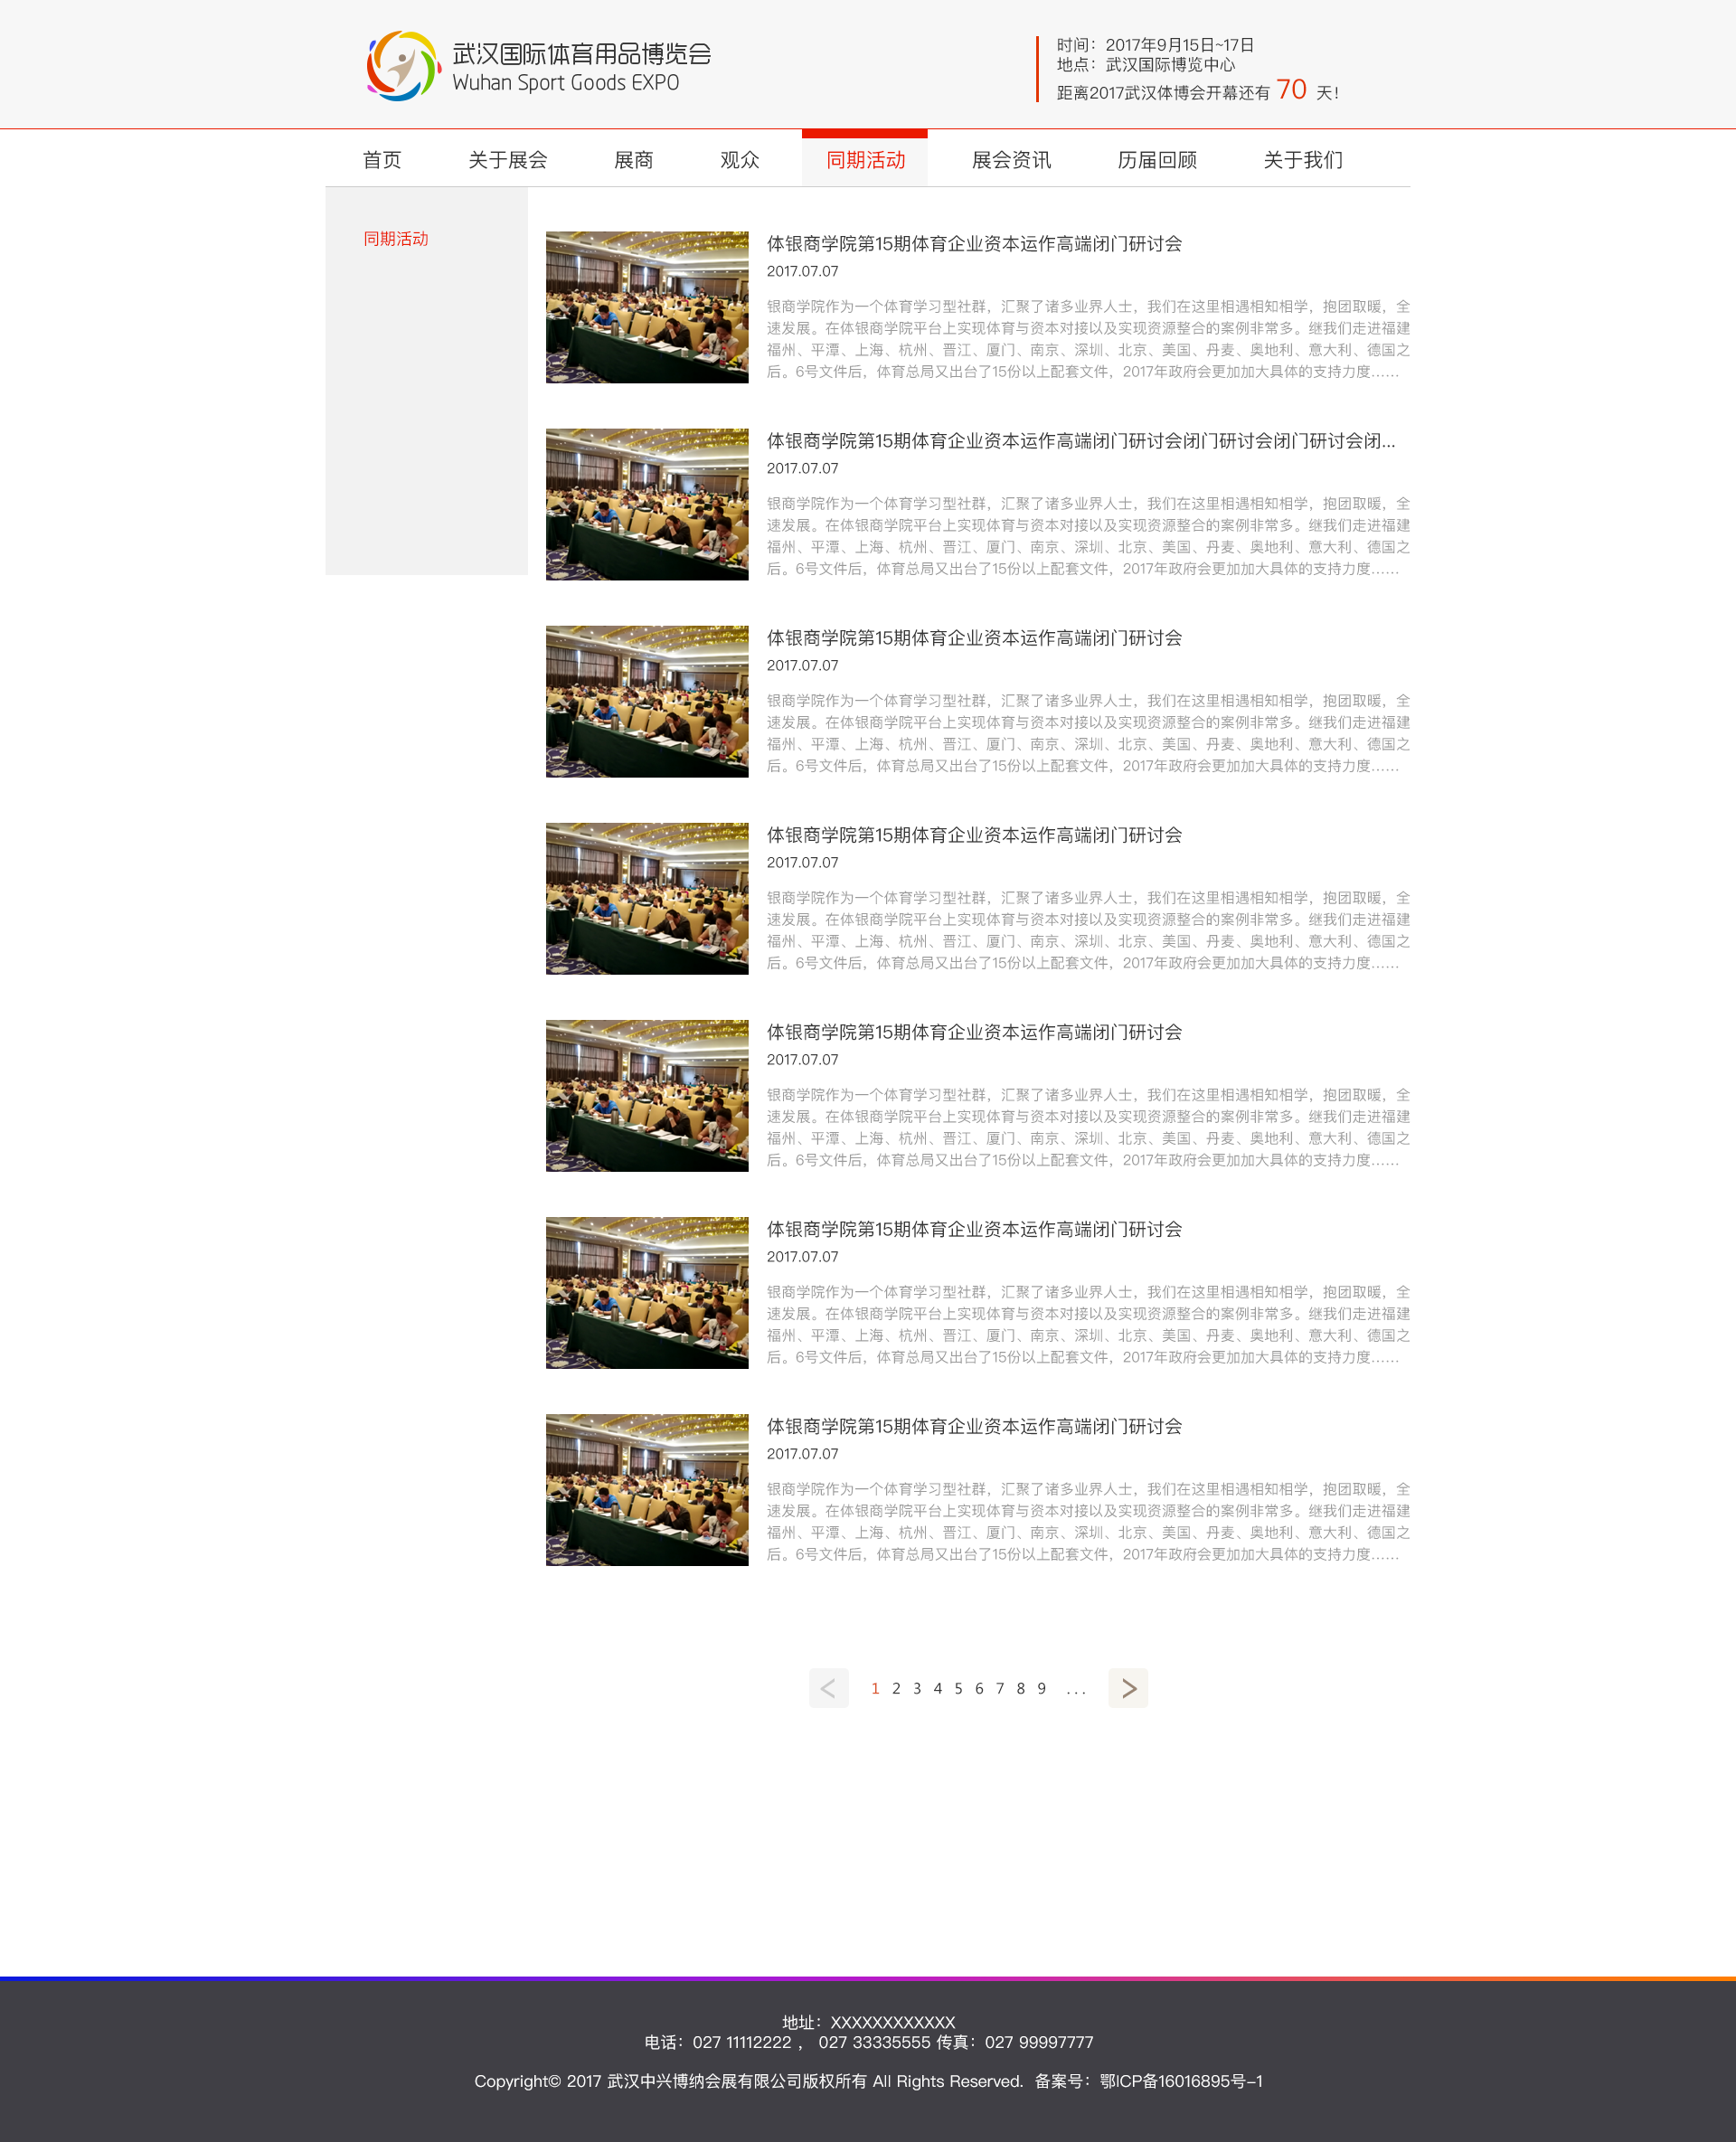 武汉国际体育用品博览会
Wuhan Sport Goods EXPO
时间：2017年9月15日~17日
地点：武汉国际博览中心
距离2017武汉体博会开幕还有 70 天！
首页 关于展会 展商 观众 同期活动 展会资讯 历届回顾 关于我们
同期活动
体银商学院第15期体育企业资本运作高端闭门研讨会
2017.07.07
银商学院作为一个体育学习型社群，汇聚了诸多业界人士，我们在这里相遇相知相学，抱团取暖，全
速发展。在体银商学院平台上实现体育与资本对接以及实现资源整合的案例非常多。继我们走进福建
福州、平潭、上海、杭州、晋江、厦门、南京、深圳、北京、美国、丹麦、奥地利、意大利、德国之
后。6号文件后，体育总局又出台了15份以上配套文件，2017年政府会更加加大具体的支持力度……
体银商学院第15期体育企业资本运作高端闭门研讨会闭门研讨会闭门研讨会闭...
2017.07.07
银商学院作为一个体育学习型社群，汇聚了诸多业界人士，我们在这里相遇相知相学，抱团取暖，全
速发展。在体银商学院平台上实现体育与资本对接以及实现资源整合的案例非常多。继我们走进福建
福州、平潭、上海、杭州、晋江、厦门、南京、深圳、北京、美国、丹麦、奥地利、意大利、德国之
后。6号文件后，体育总局又出台了15份以上配套文件，2017年政府会更加加大具体的支持力度……
体银商学院第15期体育企业资本运作高端闭门研讨会
2017.07.07
银商学院作为一个体育学习型社群，汇聚了诸多业界人士，我们在这里相遇相知相学，抱团取暖，全
速发展。在体银商学院平台上实现体育与资本对接以及实现资源整合的案例非常多。继我们走进福建
福州、平潭、上海、杭州、晋江、厦门、南京、深圳、北京、美国、丹麦、奥地利、意大利、德国之
后。6号文件后，体育总局又出台了15份以上配套文件，2017年政府会更加加大具体的支持力度……
体银商学院第15期体育企业资本运作高端闭门研讨会
2017.07.07
银商学院作为一个体育学习型社群，汇聚了诸多业界人士，我们在这里相遇相知相学，抱团取暖，全
速发展。在体银商学院平台上实现体育与资本对接以及实现资源整合的案例非常多。继我们走进福建
福州、平潭、上海、杭州、晋江、厦门、南京、深圳、北京、美国、丹麦、奥地利、意大利、德国之
后。6号文件后，体育总局又出台了15份以上配套文件，2017年政府会更加加大具体的支持力度……
体银商学院第15期体育企业资本运作高端闭门研讨会
2017.07.07
银商学院作为一个体育学习型社群，汇聚了诸多业界人士，我们在这里相遇相知相学，抱团取暖，全
速发展。在体银商学院平台上实现体育与资本对接以及实现资源整合的案例非常多。继我们走进福建
福州、平潭、上海、杭州、晋江、厦门、南京、深圳、北京、美国、丹麦、奥地利、意大利、德国之
后。6号文件后，体育总局又出台了15份以上配套文件，2017年政府会更加加大具体的支持力度……
体银商学院第15期体育企业资本运作高端闭门研讨会
2017.07.07
银商学院作为一个体育学习型社群，汇聚了诸多业界人士，我们在这里相遇相知相学，抱团取暖，全
速发展。在体银商学院平台上实现体育与资本对接以及实现资源整合的案例非常多。继我们走进福建
福州、平潭、上海、杭州、晋江、厦门、南京、深圳、北京、美国、丹麦、奥地利、意大利、德国之
后。6号文件后，体育总局又出台了15份以上配套文件，2017年政府会更加加大具体的支持力度……
体银商学院第15期体育企业资本运作高端闭门研讨会
2017.07.07
银商学院作为一个体育学习型社群，汇聚了诸多业界人士，我们在这里相遇相知相学，抱团取暖，全
速发展。在体银商学院平台上实现体育与资本对接以及实现资源整合的案例非常多。继我们走进福建
福州、平潭、上海、杭州、晋江、厦门、南京、深圳、北京、美国、丹麦、奥地利、意大利、德国之
后。6号文件后，体育总局又出台了15份以上配套文件，2017年政府会更加加大具体的支持力度……
< 1 2 3 4 5 6 7 8 9 ... >
地址：XXXXXXXXXXXX
电话：027 11112222 ， 027 33335555 传真：027 99997777
Copyright© 2017 武汉中兴博纳会展有限公司版权所有 All Rights Reserved. 备案号：鄂ICP备16016895号-1